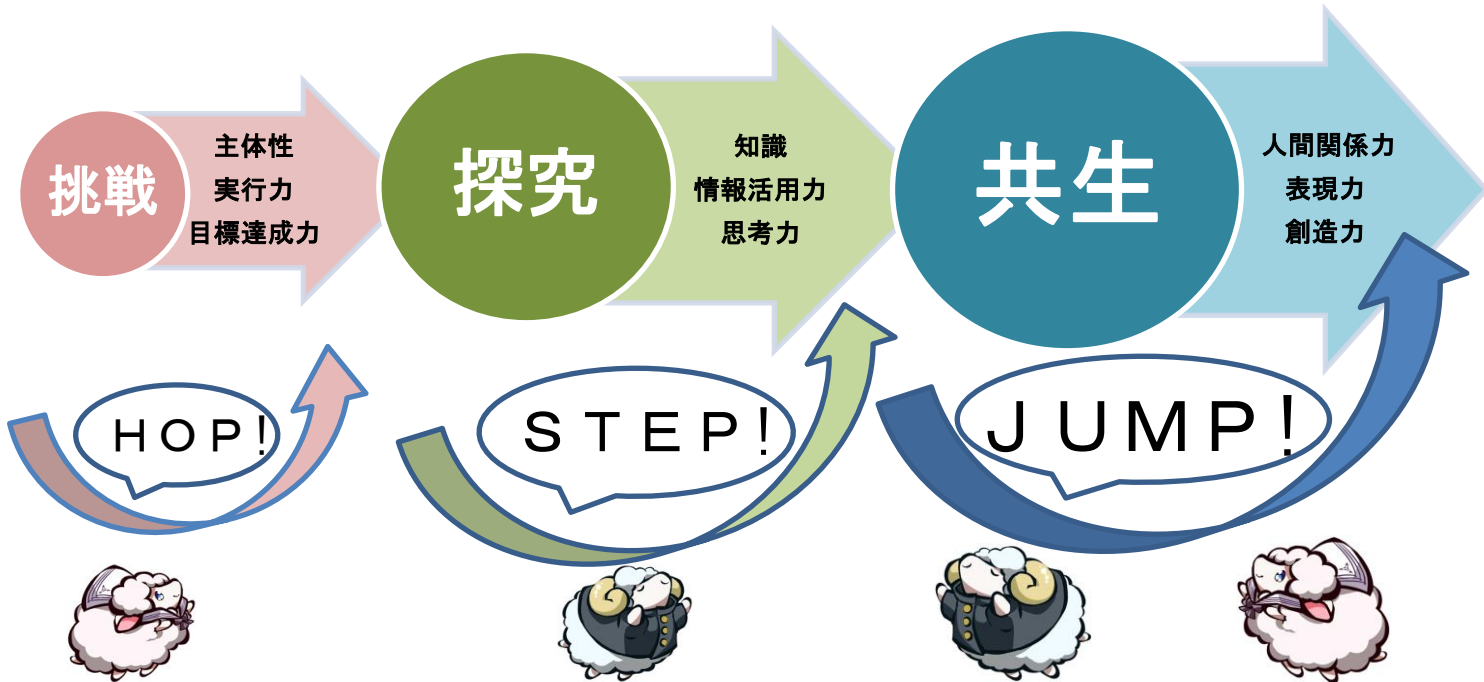 挑戦
主体性
実行力
目標達成力
探究
知識
情報活用力
思考力
共生
人間関係力
表現力
創造力
ＨＯＰ！
ＳＴＥＰ！
ＪＵＭＰ！